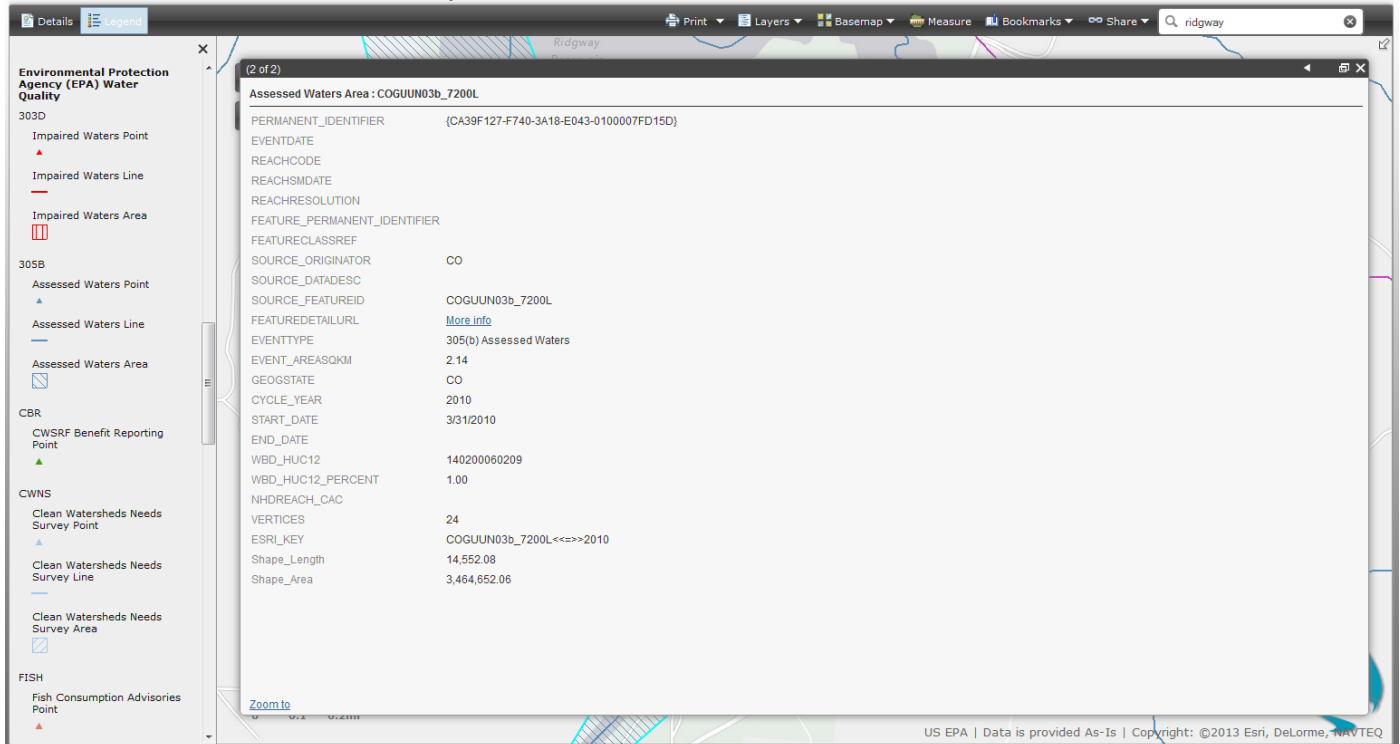 Details Legend Print Layers Basemap Measure Bookmarks Share ridgway
Ridgway
Environmental Protection
Agency (EPA) Water
Quality
303D
Impaired Waters Point
Impaired Waters Line
Impaired Waters Area
305B
Assessed Waters Point
Assessed Waters Line
Assessed Waters Area
CBR
CWSRF Benefit Reporting
Point
CWNS
Clean Watersheds Needs
Survey Point
Clean Watersheds Needs
Survey Line
Clean Watersheds Needs
Survey Area
FISH
Fish Consumption Advisories
Point
(2 of 2)
Assessed Waters Area : COGUUN03b_7200L
PERMANENT_IDENTIFIER {CA39F127-F740-3A18-E043-0100007FD15D}
EVENTDATE
REACHCODE
REACHSMDATE
REACHRESOLUTION
FEATURE_PERMANENT_IDENTIFIER
FEATURECLASSREF
SOURCE_ORIGINATOR CO
SOURCE_DATADESC
SOURCE_FEATUREID COGUUN03b_7200L
FEATUREDETAILURL More info
EVENTTYPE 305(b) Assessed Waters
EVENT_AREASQKM 2.14
GEOGSTATE CO
CYCLE_YEAR 2010
START_DATE 3/31/2010
END_DATE
WBD_HUC12 140200060209
WBD_HUC12_PERCENT 1.00
NHDREACH_CAC
VERTICES 24
ESRI_KEY COGUUN03b_7200L<<=>>2010
Shape_Length 14,552.08
Shape_Area 3,464,652.06
Zoom to
0 0.1 0.2mi
US EPA | Data is provided As-Is | Copyright: ©2013 Esri, DeLorme, NAVTEQ